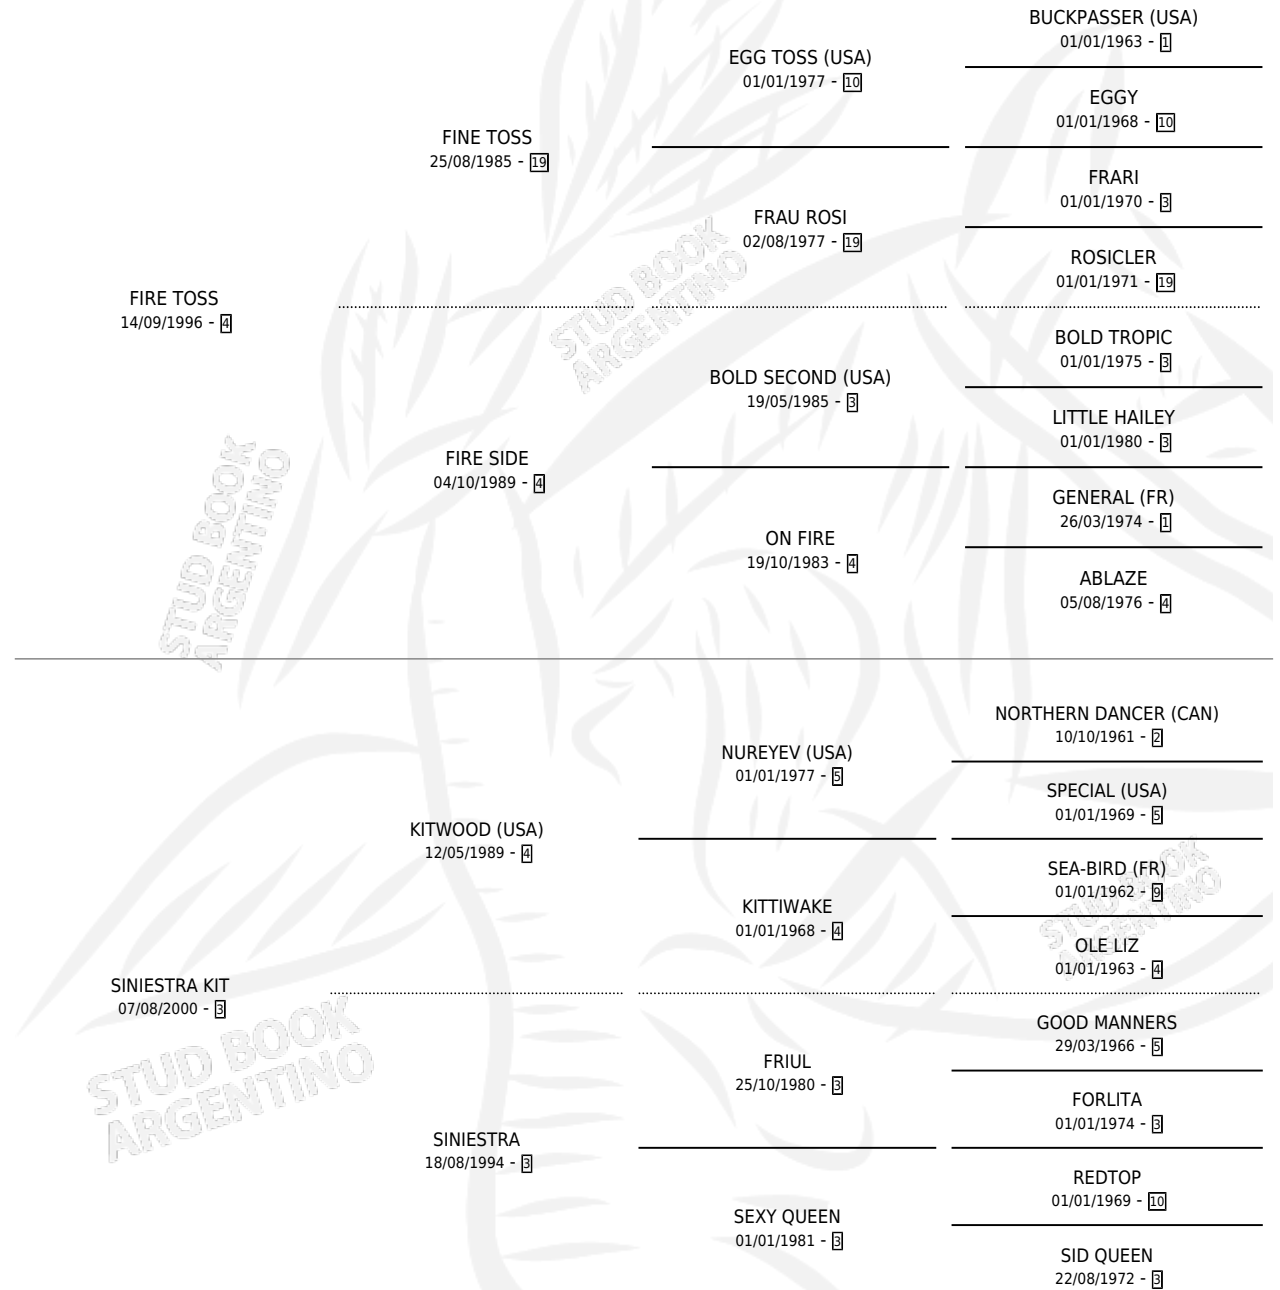 BUCKPASSER (USA)
01/01/1963 - 1
EGG TOSS (USA)
01/01/1977 - 10
EGGY
01/01/1968 - 10
FINE TOSS
25/08/1985 - 19
FRARI
01/01/1970 - 3
FRAU ROSI
02/08/1977 - 19
ROSICLER
01/01/1971 - 19
FIRE TOSS
14/09/1996 - 4
BOLD TROPIC
01/01/1975 - 3
BOLD SECOND (USA)
19/05/1985 - 3
LITTLE HAILEY
01/01/1980 - 3
FIRE SIDE
04/10/1989 - 4
GENERAL (FR)
26/03/1974 - 1
ON FIRE
19/10/1983 - 4
ABLAZE
05/08/1976 - 4
NORTHERN DANCER (CAN)
10/10/1961 - 2
NUREYEV (USA)
01/01/1977 - 5
SPECIAL (USA)
01/01/1969 - 5
KITWOOD (USA)
12/05/1989 - 4
SEA-BIRD (FR)
01/01/1962 - 9
KITTIWAKE
01/01/1968 - 4
OLE LIZ
01/01/1963 - 4
SINIESTRA KIT
07/08/2000 - 3
GOOD MANNERS
29/03/1966 - 5
FRIUL
25/10/1980 - 3
FORLITA
01/01/1974 - 3
SINIESTRA
18/08/1994 - 3
REDTOP
01/01/1969 - 10
SEXY QUEEN
01/01/1981 - 3
SID QUEEN
22/08/1972 - 3
STUD BOOK
ARGENTINO
STUD BOOK
ARGENTINO
STUD BOOK
ARGENTINO
STUD BOOK
ARGENTINO